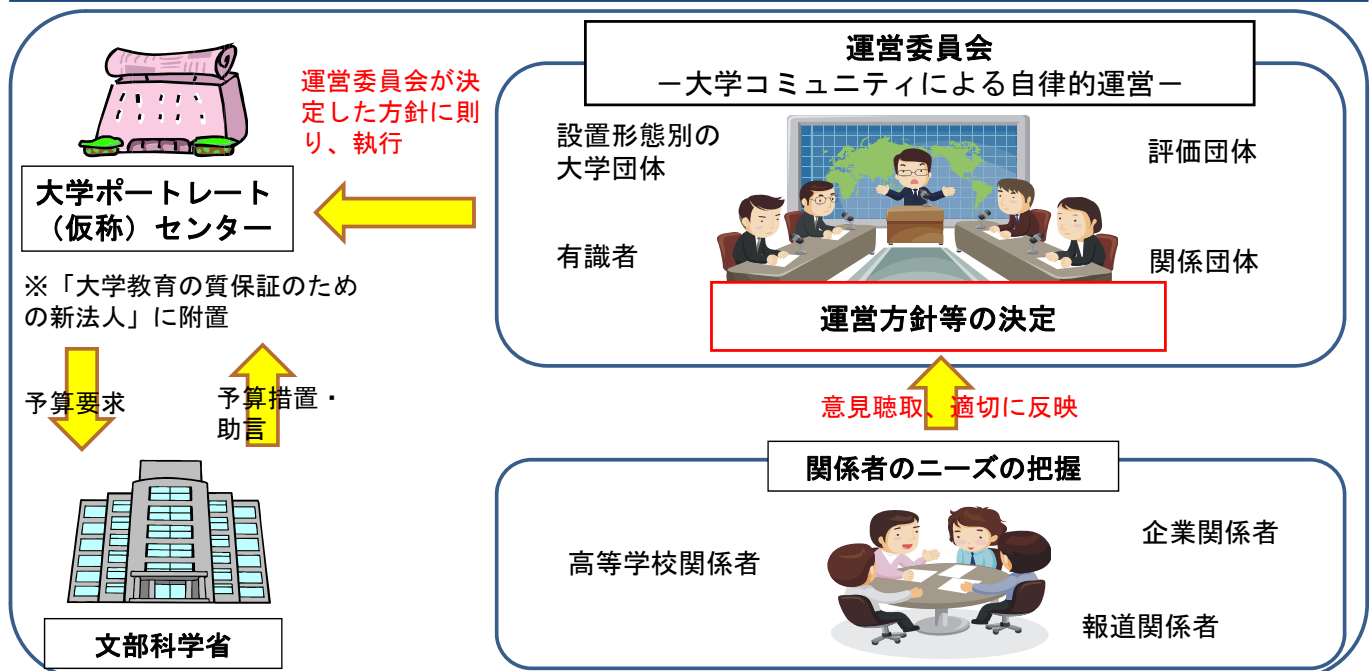 運営委員会
－大学コミュニティによる自律的運営－
運営委員会が決
定した方針に則
り、執行
設置形態別の
大学団体
評価団体
有識者
関係団体
運営方針等の決定
大学ポートレート
（仮称）センター
※「大学教育の質保証のため
の新法人」に附置
予算要求
予算措置・
助言
文部科学省
意見聴取、適切に反映
関係者のニーズの把握
高等学校関係者
企業関係者
報道関係者